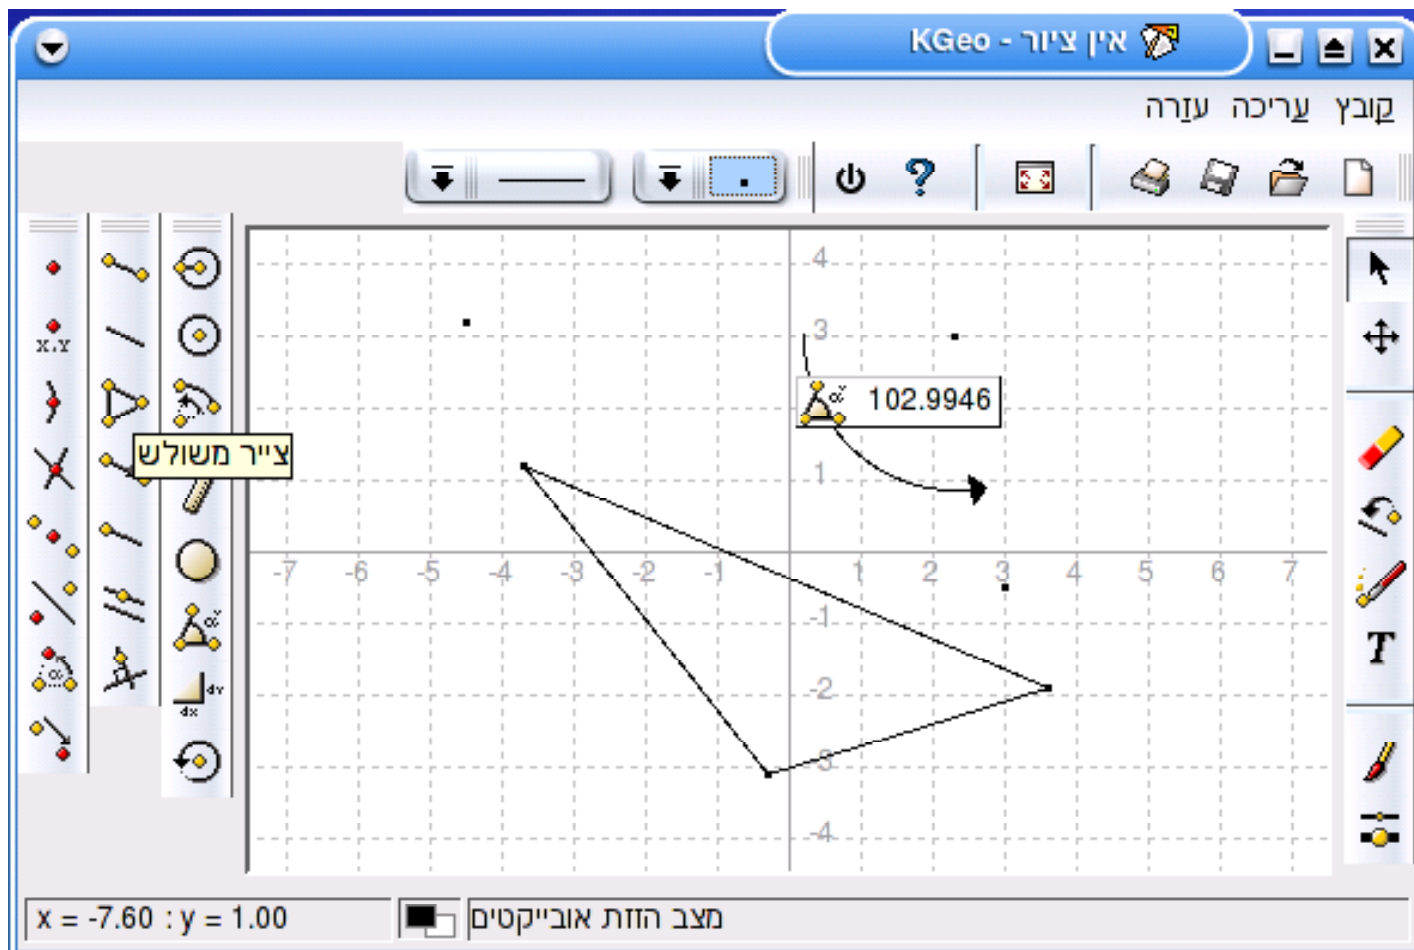 אין ציור - KGeo
קובץ עריכה עזרה
X,Y
צייר משולש
α
dy
dx
4
3
α 102.9946
1
-7 -6 -5 -4 -3 -2 -1 1 2 3 4 5 6 7
-1
-2
-3
-4
T
x = -7.60 : y = 1.00
מצב הזזת אובייקטים